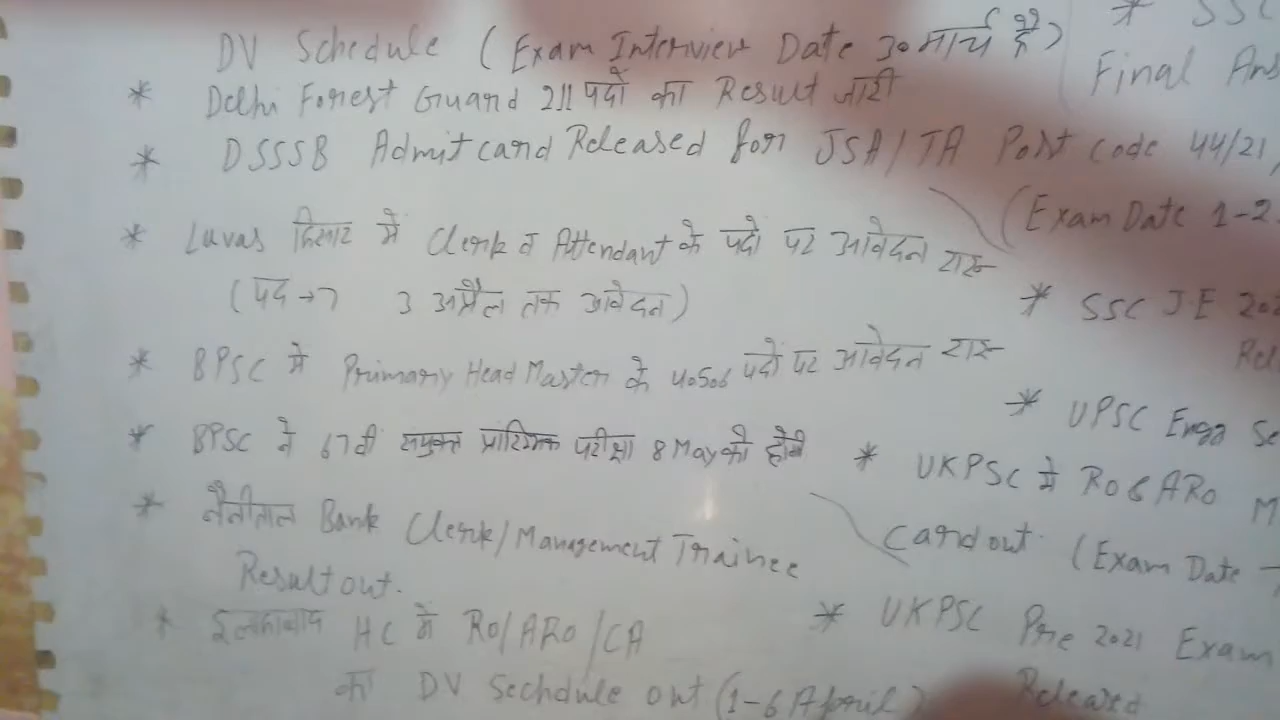 DV Schedule (Exam Interview Date 30 मार्च है)
* Delhi Forest Guard 211 पदों का Result जारी
* DSSSB Admit card Released for JSA/TA Post code 44/21,
(Exam Date 1-2
* Luvas हिसार मे Clerk व Attendant के पदो पर आवेदन शुरू
(पद → 7 3 अप्रैल तक आवेदन)
* BPSC मे Primary Head Master के 40506 पदो पर आवेदन शुरू
* BPSC ने 67वी संयुक्त प्रारंभिक परीक्षा 8 May को होगी
* नैनीताल Bank Clerk/Management Trainee
Result out.
* इलाहाबाद HC मे RO/ARO/CA
का DV Sechdule out (1-6 April)
* SSC
Final Ans
* SSC JE 202
Rel
* UPSC Engg Se
* UKPSC मे RO & ARO M
Card out. (Exam Date
* UKPSC Pre 2021 Exam
Released